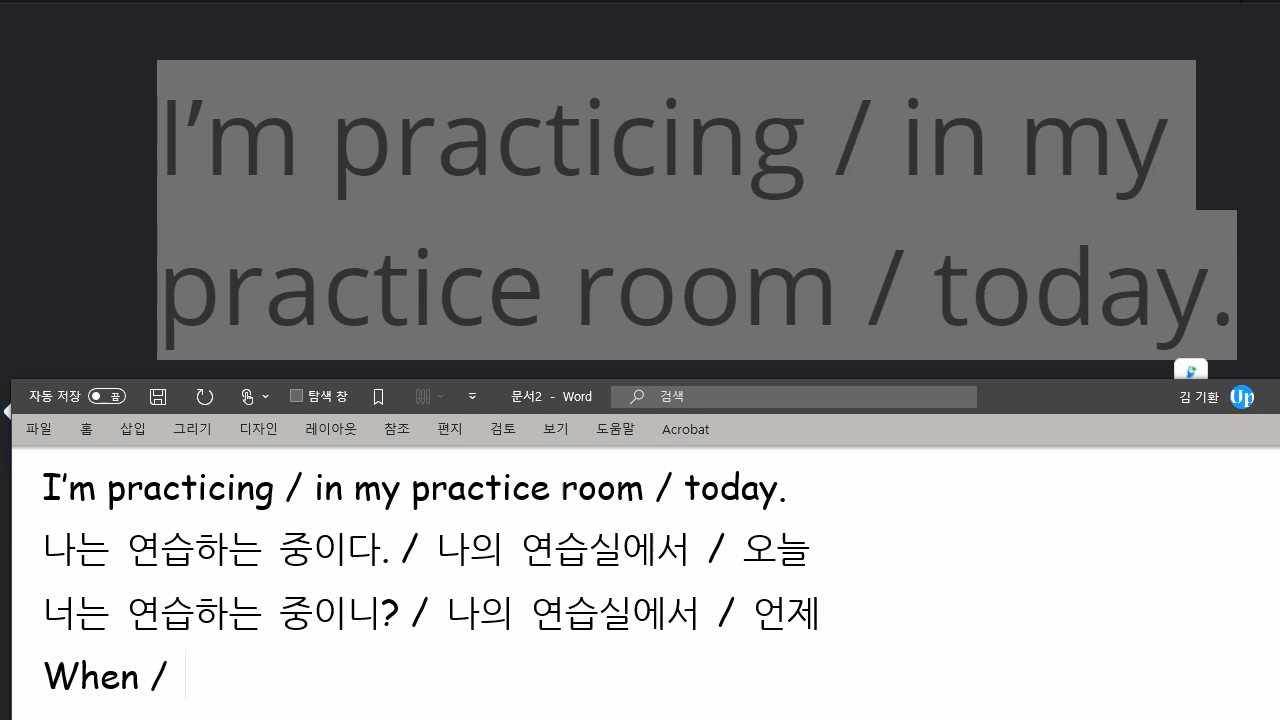 I’m practicing / in my
practice room / today.
자동 저장 끔 탐색 창 문서2 - Word 검색 김 기환 Up
파일 홈 삽입 그리기 디자인 레이아웃 참조 편지 검토 보기 도움말 Acrobat
I’m practicing / in my practice room / today.
나는 연습하는 중이다. / 나의 연습실에서 / 오늘
너는 연습하는 중이니? / 나의 연습실에서 / 언제
When /